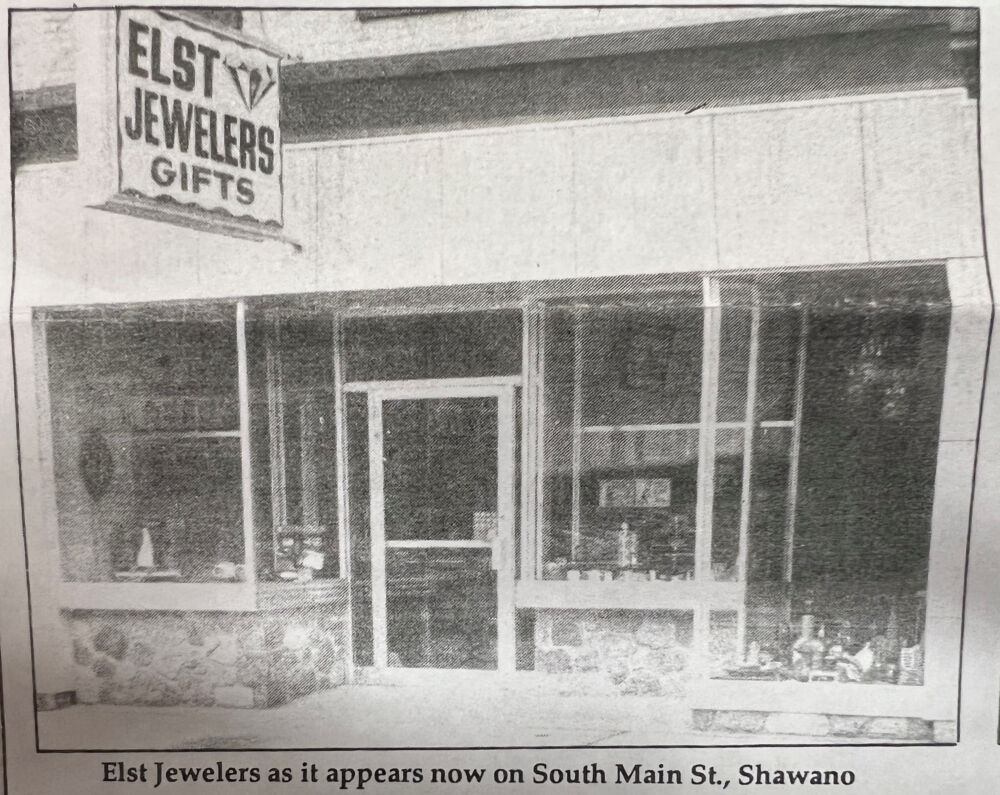 ELST
JEWELERS
GIFTS
Elst Jewelers as it appears now on South Main St., Shawano